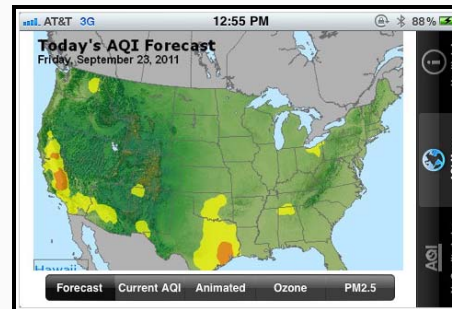 AT&T 3G 12:55 PM 88%
Today's AQI Forecast
Friday, September 23, 2011
Hawaii
AQI
Forecast Current AQI Animated Ozone PM2.5